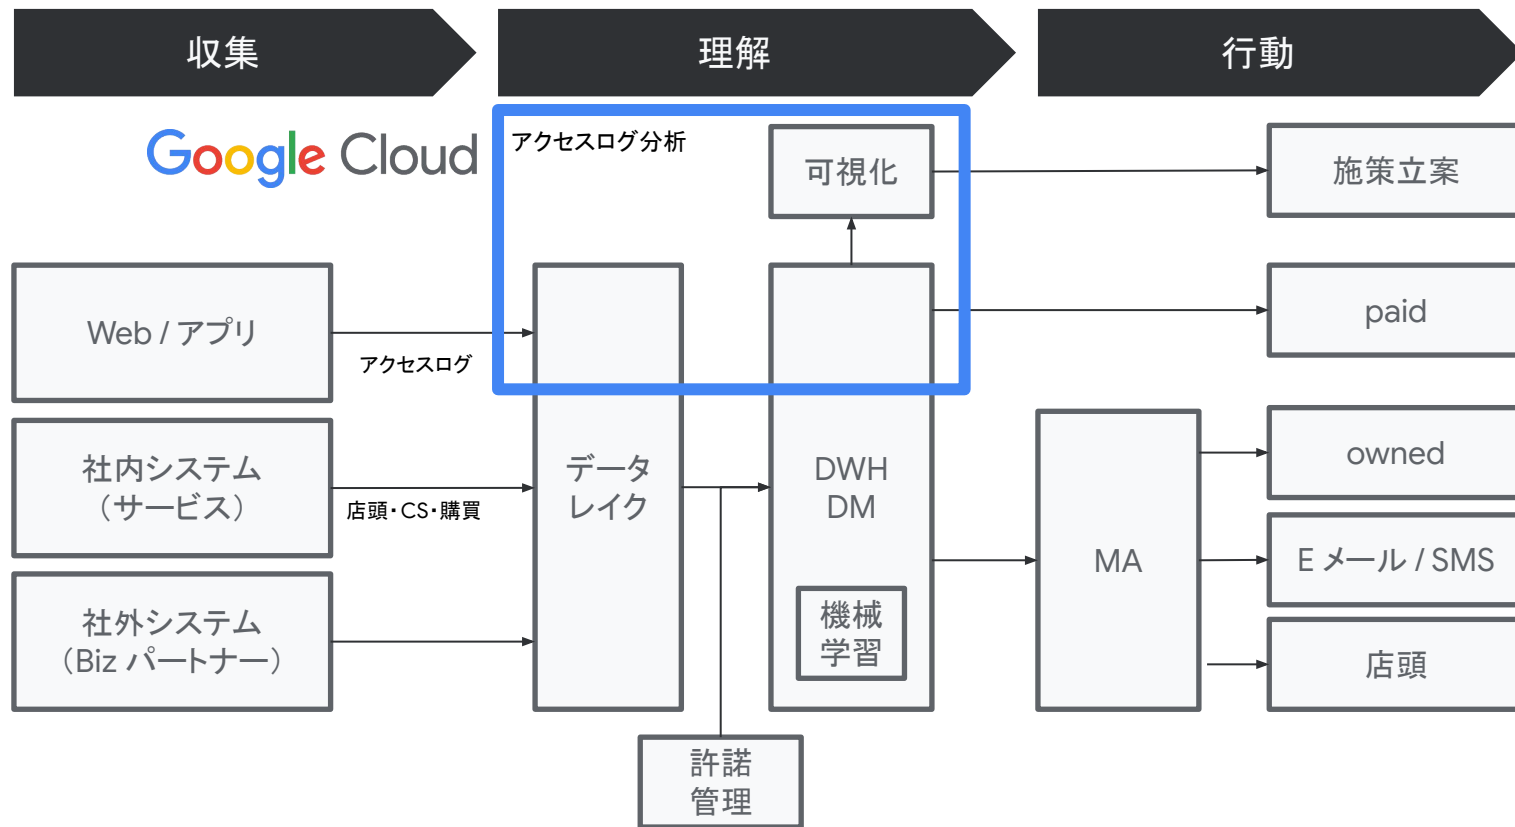 収集
理解
行動
Google Cloud
アクセスログ分析
可視化
施策立案
Web / アプリ
アクセスログ
paid
社内システム
（サービス）
店頭・CS・購買
データ
レイク
DWH
DM
owned
MA
E メール / SMS
社外システム
（Biz パートナー）
機械
学習
店頭
許諾
管理